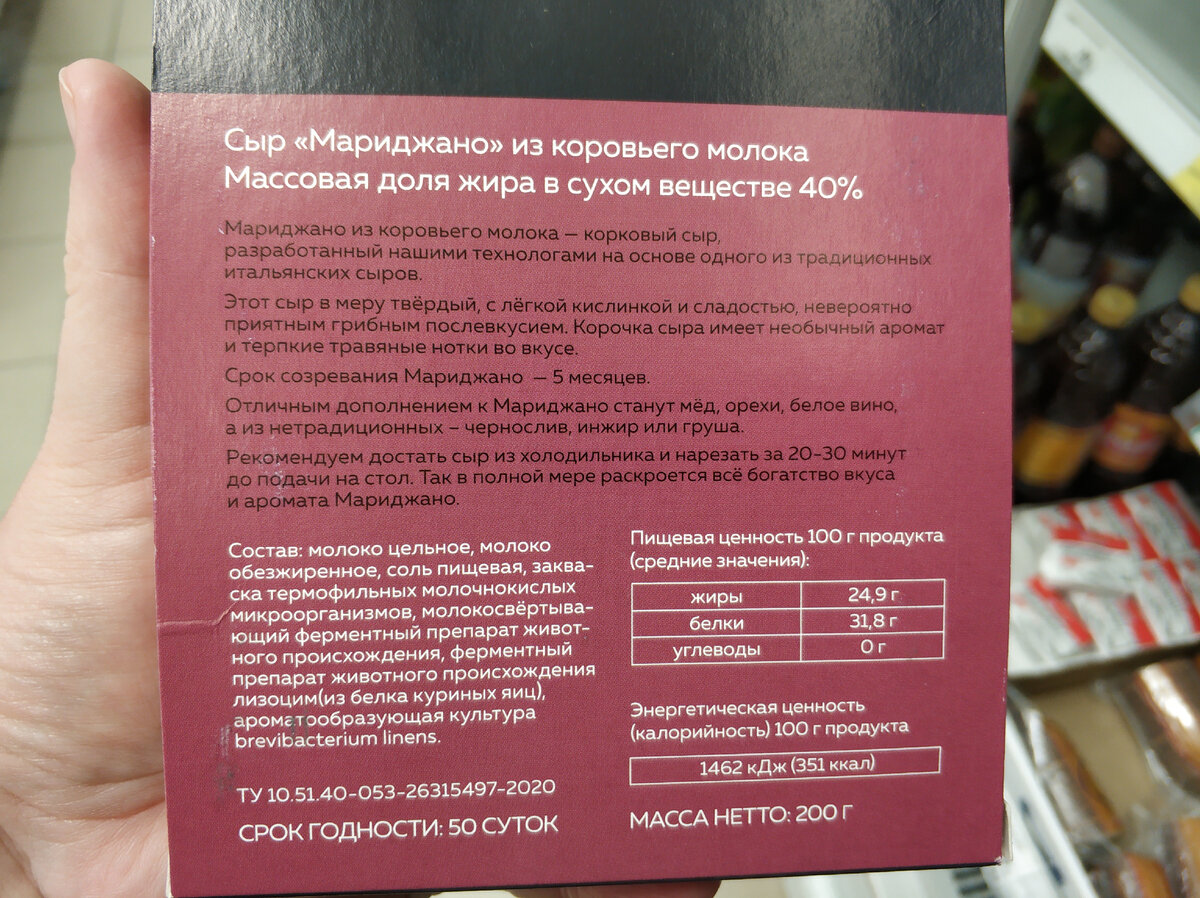 Сыр «Мариджано» из коровьего молока
Массовая доля жира в сухом веществе 40%
Мариджано из коровьего молока — корковый сыр,
разработанный нашими технологами на основе одного из традиционных
итальянских сыров.
Этот сыр в меру твёрдый, с лёгкой кислинкой и сладостью, невероятно
приятным грибным послевкусием. Корочка сыра имеет необычный аромат
и терпкие травяные нотки во вкусе.
Срок созревания Мариджано — 5 месяцев.
Отличным дополнением к Мариджано станут мёд, орехи, белое вино,
а из нетрадиционных – чернослив, инжир или груша.
Рекомендуем достать сыр из холодильника и нарезать за 20-30 минут
до подачи на стол. Так в полной мере раскроется всё богатство вкуса
и аромата Мариджано.
Состав: молоко цельное, молоко
обезжиренное, соль пищевая, заква-
ска термофильных молочнокислых
микроорганизмов, молокосвёртыва-
ющий ферментный препарат живот-
ного происхождения, ферментный
препарат животного происхождения
лизоцим(из белка куриных яиц),
ароматрообразующая культура
brevibacterium linens.
ТУ 10.51.40-053-26315497-2020
СРОК ГОДНОСТИ: 50 СУТОК
Пищевая ценность 100 г продукта
(средние значения):
жиры 24,9 г
белки 31,8 г
углеводы 0 г
Энергетическая ценность
(калорийность) 100 г продукта
1462 кДж (351 ккал)
МАССА НЕТТО: 200 Г